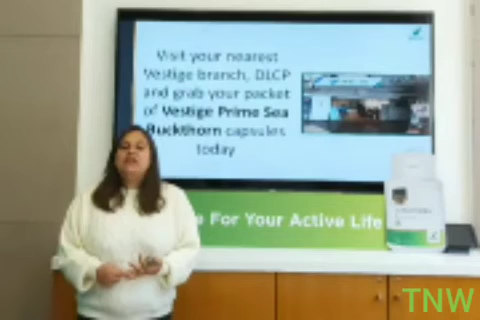 Visit your nearest
Vestige branch, DLCP
and grab your packet
of Vestige Prime Sea
Buckthorn capsules
today
For Your Active Life
TNW